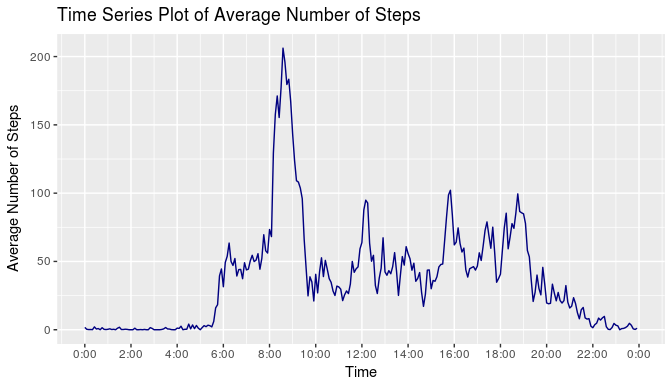 Time Series Plot of Average Number of Steps
Average Number of Steps
200
150
100
50
0
0:00 2:00 4:00 6:00 8:00 10:00 12:00 14:00 16:00 18:00 20:00 22:00 0:00
Time